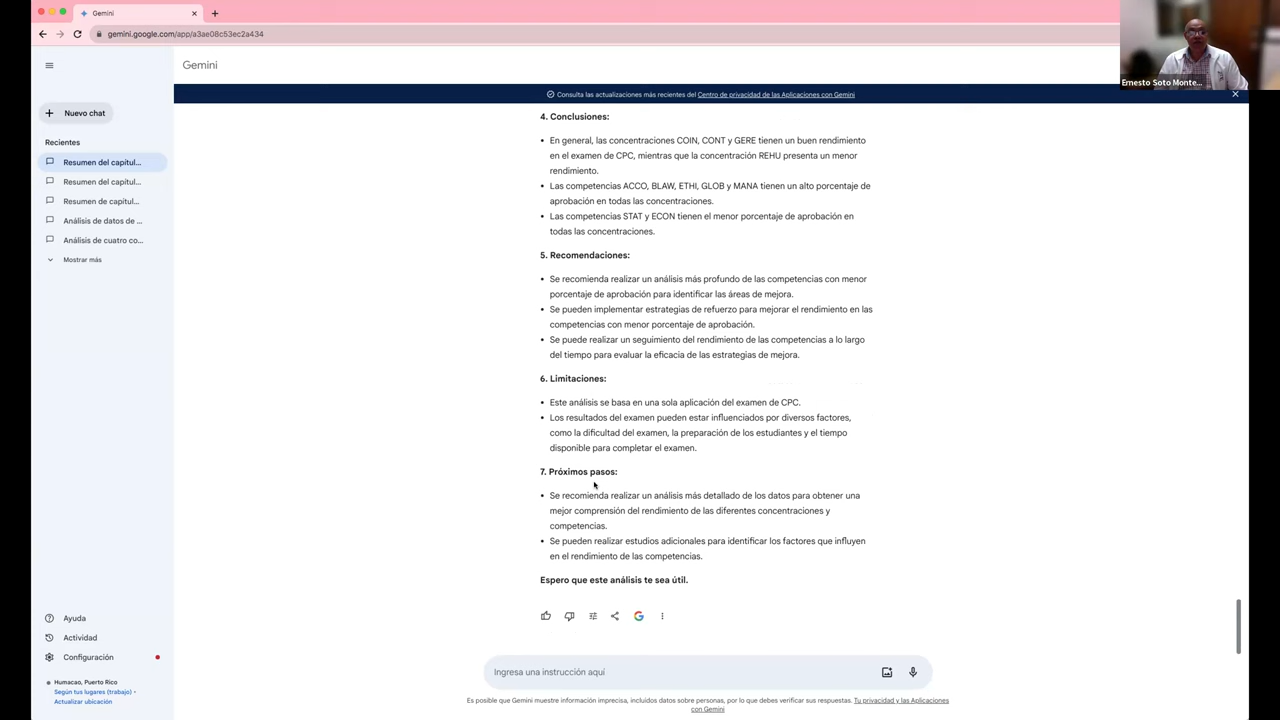 Gemini
gemini.google.com/app/a3ae08c53ec2a434
Ernesto Soto Monte...
Gemini
Consulta las actualizaciones más recientes del Centro de privacidad de las Aplicaciones con Gemini
Nuevo chat
Recientes
Resumen del capítul...
Resumen del capítul...
Resumen de capítul...
Análisis de datos de ...
Análisis de cuatro co...
Mostrar más
4. Conclusiones:
• En general, las concentraciones COIN, CONT y GERE tienen un buen rendimiento
en el examen de CPC, mientras que la concentración REHU presenta un menor
rendimiento.
• Las competencias ACCO, BLAW, ETHI, GLOB y MANA tienen un alto porcentaje de
aprobación en todas las concentraciones.
• Las competencias STAT y ECON tienen el menor porcentaje de aprobación en
todas las concentraciones.
5. Recomendaciones:
• Se recomienda realizar un análisis más profundo de las competencias con menor
porcentaje de aprobación para identificar las áreas de mejora.
• Se pueden implementar estrategias de refuerzo para mejorar el rendimiento en las
competencias con menor porcentaje de aprobación.
• Se puede realizar un seguimiento del rendimiento de las competencias a lo largo
del tiempo para evaluar la eficacia de las estrategias de mejora.
6. Limitaciones:
• Este análisis se basa en una sola aplicación del examen de CPC.
• Los resultados del examen pueden estar influenciados por diversos factores,
como la dificultad del examen, la preparación de los estudiantes y el tiempo
disponible para completar el examen.
7. Próximos pasos:
• Se recomienda realizar un análisis más detallado de los datos para obtener una
mejor comprensión del rendimiento de las diferentes concentraciones y
competencias.
• Se pueden realizar estudios adicionales para identificar los factores que influyen
en el rendimiento de las competencias.
Espero que este análisis te sea útil.
Ayuda
Actividad
Configuración
Humacao, Puerto Rico
Según tus lugares (trabajo) •
Actualizar ubicación
Ingresa una instrucción aquí
Es posible que Gemini muestre información imprecisa, incluidos datos sobre personas, por lo que debes verificar sus respuestas. Tu privacidad y las Aplicaciones
con Gemini